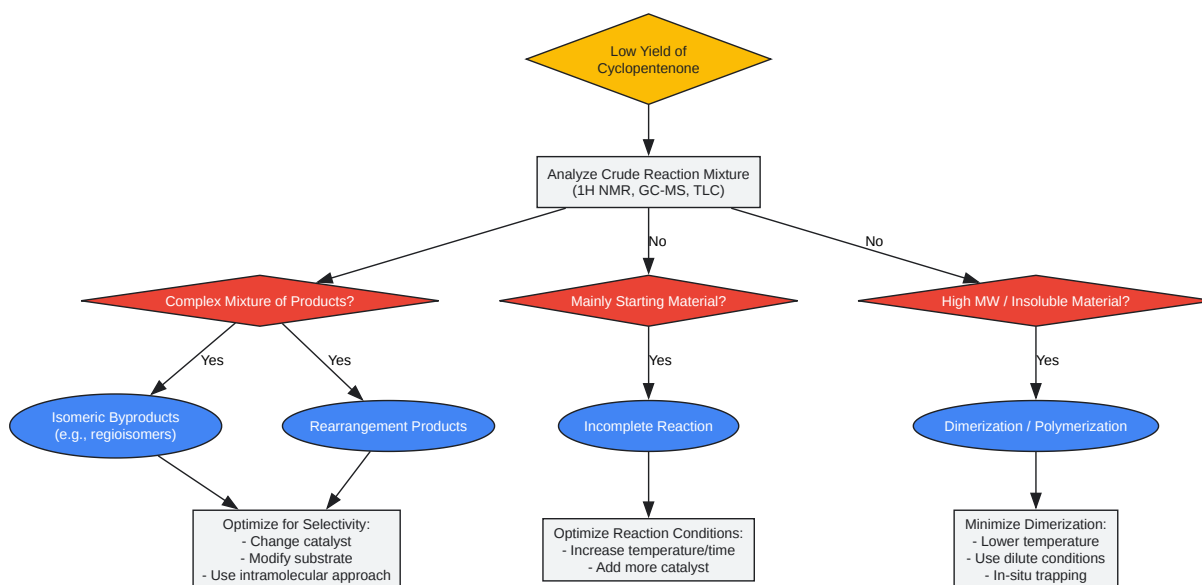 Low Yield of
Cyclopentenone
Analyze Crude Reaction Mixture
(1H NMR, GC-MS, TLC)
No
No
Complex Mixture of Products?
Mainly Starting Material?
High MW / Insoluble Material?
Yes
Yes
Yes
Yes
Isomeric Byproducts
(e.g., regioisomers)
Rearrangement Products
Incomplete Reaction
Dimerization / Polymerization
Optimize for Selectivity:
- Change catalyst
- Modify substrate
- Use intramolecular approach
Optimize Reaction Conditions:
- Increase temperature/time
- Add more catalyst
Minimize Dimerization:
- Lower temperature
- Use dilute conditions
- In-situ trapping